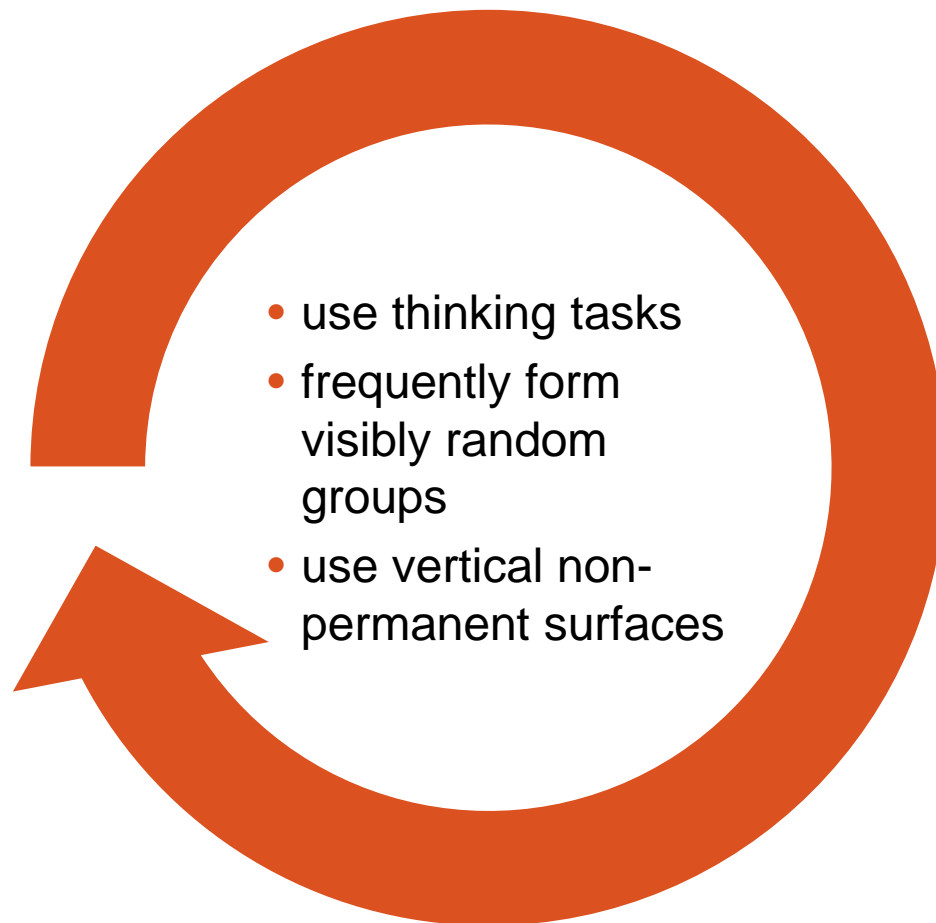 • use thinking tasks
• frequently form
visibly random
groups
• use vertical non-
permanent surfaces